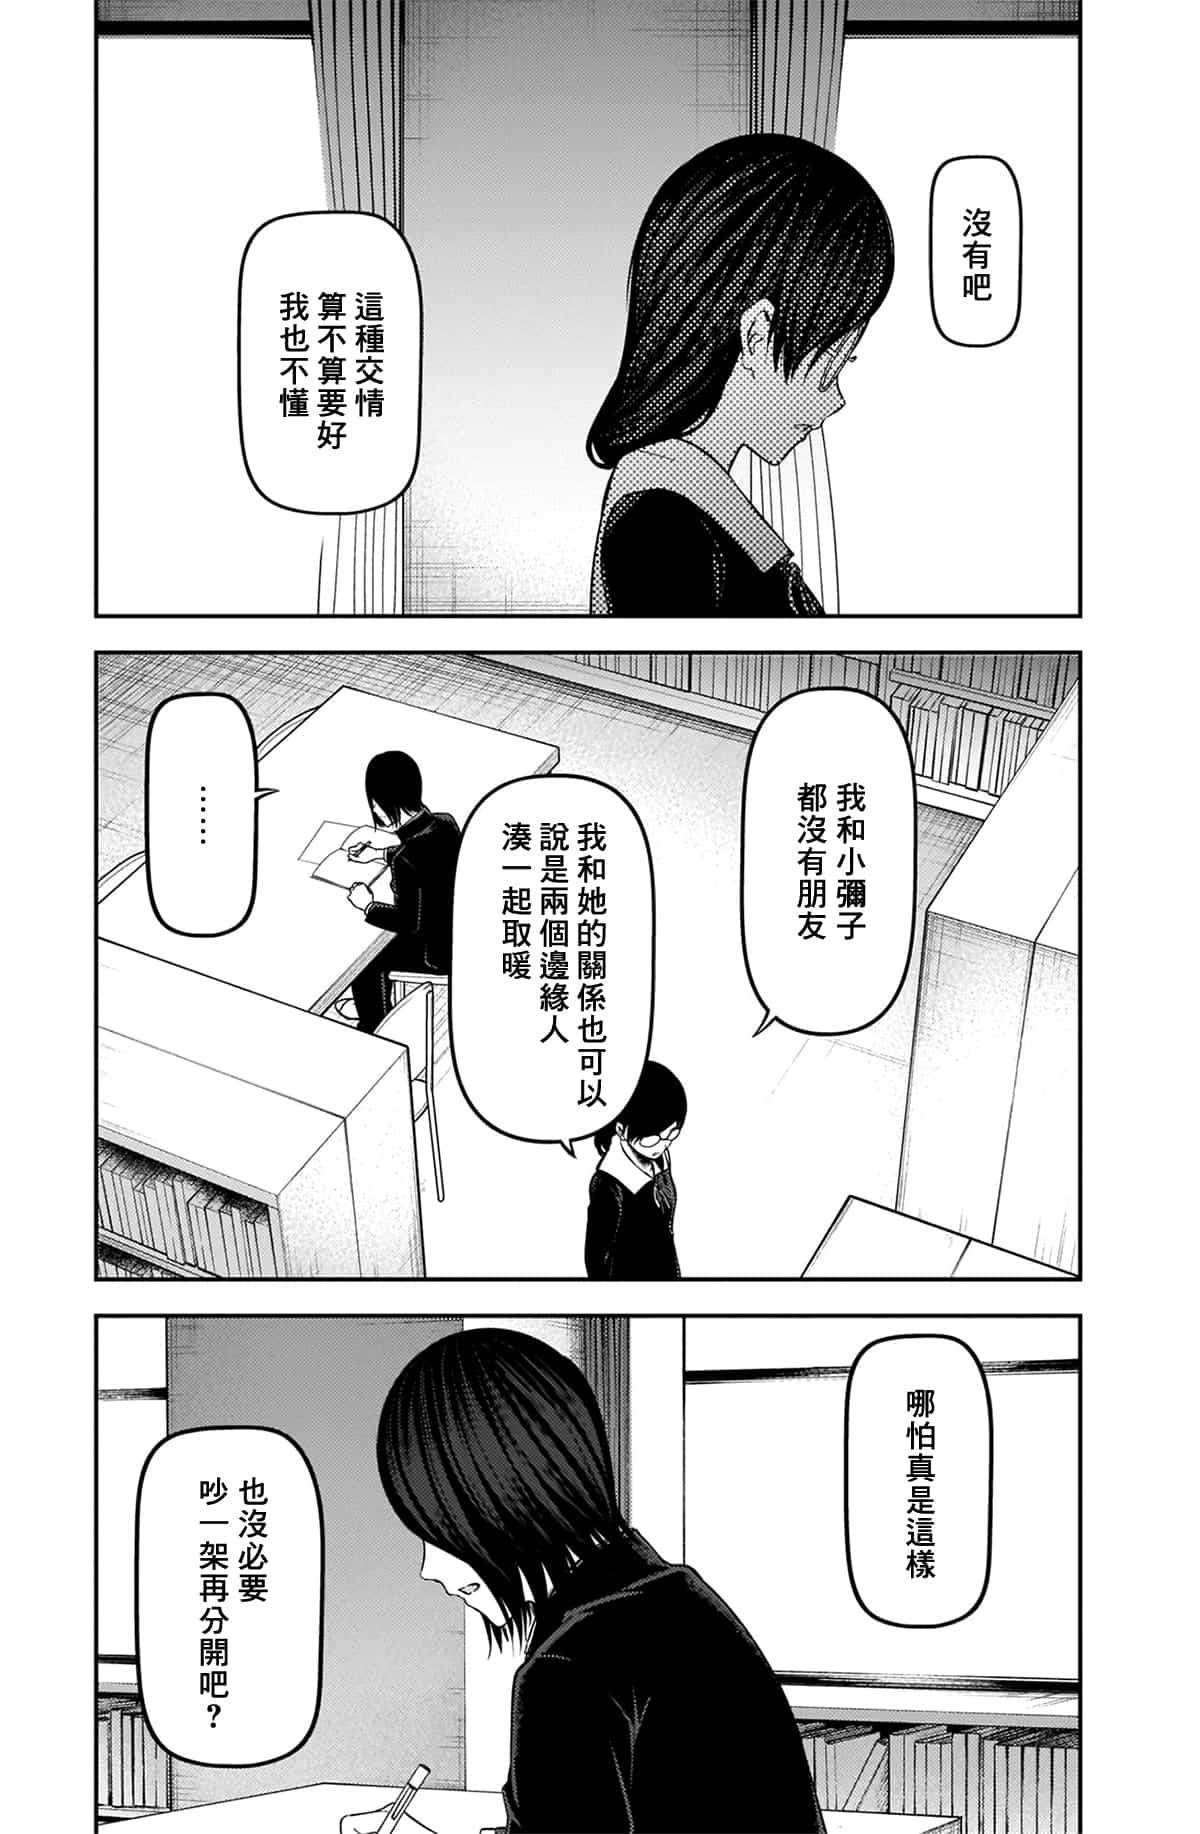 沒有吧
這種交情
算不算要好
我也不懂
我和小彌子
都沒有朋友
我和她的關係也可以
說是兩個邊緣人
湊一起取暖
……
哪怕真是這樣
也沒必要
吵一架再分開吧?